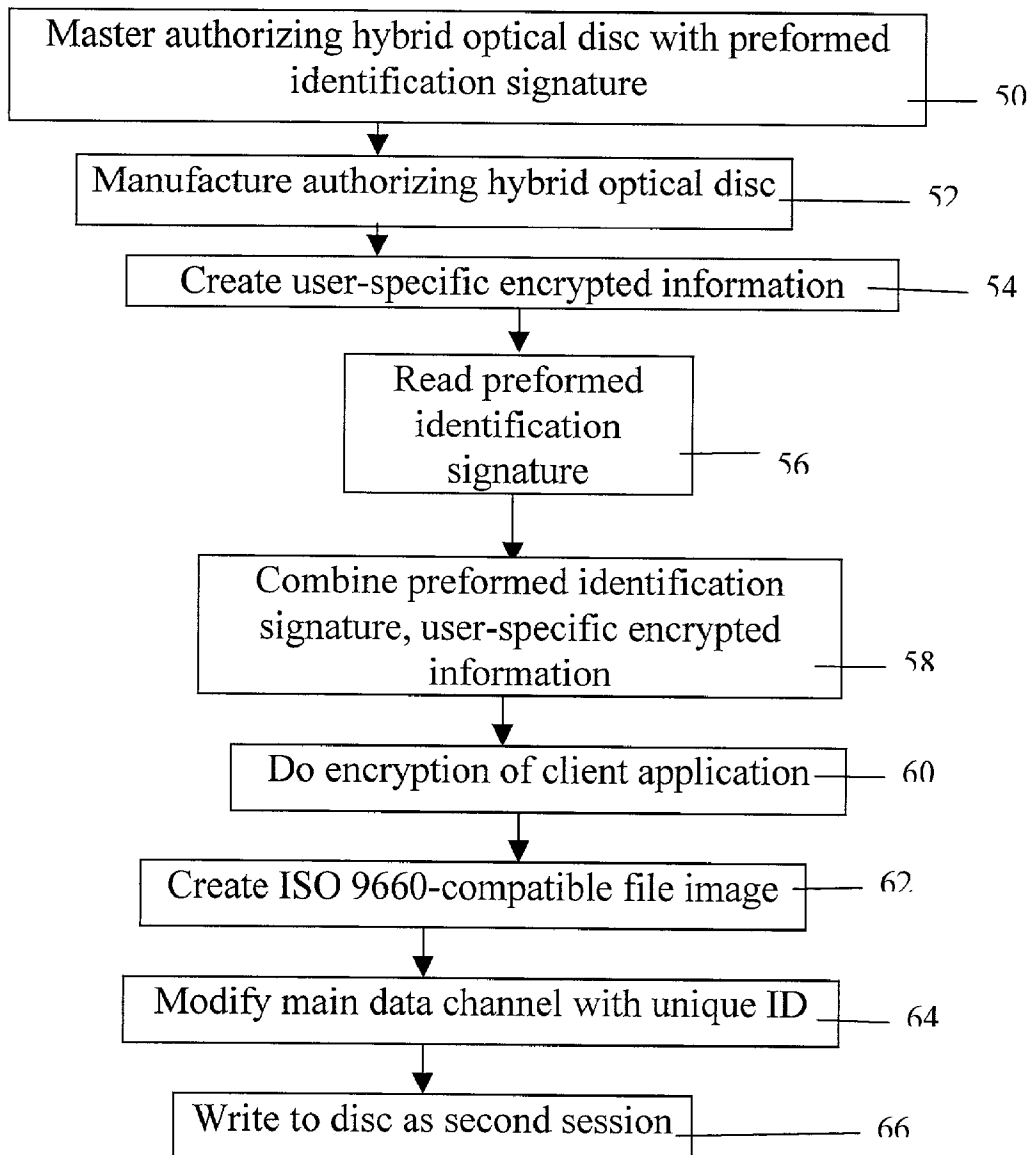 Master authorizing hybrid optical disc with preformed
identification signature
50
Manufacture authorizing hybrid optical disc
52
Create user-specific encrypted information
54
Read preformed
identification
signature
56
Combine preformed identification
signature, user-specific encrypted
information
58
Do encryption of client application
60
Create ISO 9660-compatible file image
62
Modify main data channel with unique ID
64
Write to disc as second session
66